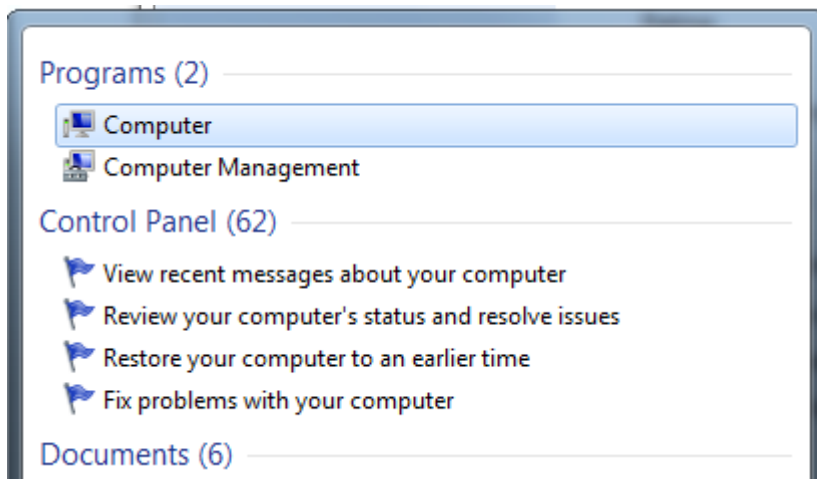 Programs (2)
Computer
Computer Management
Control Panel (62)
View recent messages about your computer
Review your computer's status and resolve issues
Restore your computer to an earlier time
Fix problems with your computer
Documents (6)